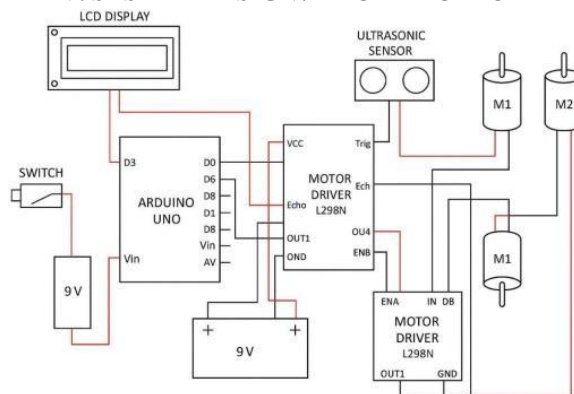 LCD DISPLAY
ULTRASONIC
SENSOR
M1
M2
D3
D0
D6
D8
D1
D8
Vin
AV
ARDUINO
UNO
Vin
SWITCH
9 V
VCC
Trig
MOTOR
DRIVER
L298N
Echo
Ech
OUT1
OU4
OND
ENB
M1
+
+
9 V
ENA
IN
DB
MOTOR
DRIVER
L298N
OUT1
GND